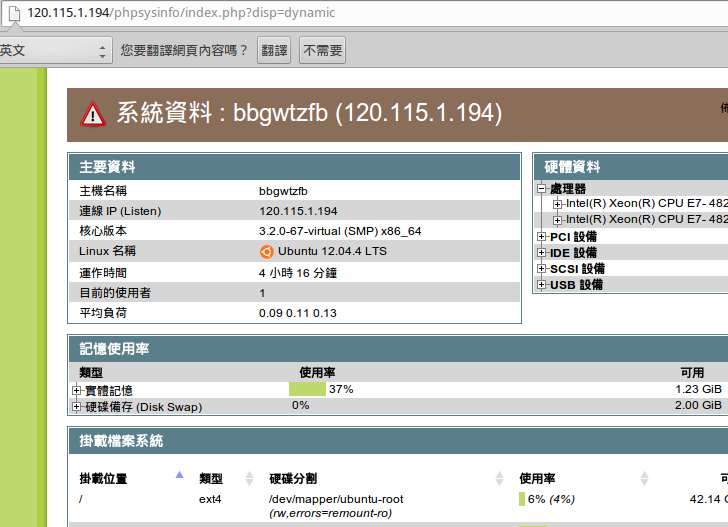 120.115.1.194/phpsysinfo/index.php?disp=dynamic
英文 您要翻譯網頁內容嗎？ 翻譯 不需要
系統資料 : bbgwtzfb (120.115.1.194)
主要資料
主機名稱 bbgwtzfb
連線 IP (Listen) 120.115.1.194
核心版本 3.2.0-67-virtual (SMP) x86_64
Linux 名稱 Ubuntu 12.04.4 LTS
運作時間 4 小時 16 分鐘
目前的使用者 1
平均負荷 0.09 0.11 0.13
硬體資料
處理器
Intel(R) Xeon(R) CPU E7- 482
Intel(R) Xeon(R) CPU E7- 482
PCI 設備
IDE 設備
SCSI 設備
USB 設備
記憶使用率
類型 使用率 可用
實體記憶 37% 1.23 GiB
硬碟備存 (Disk Swap) 0% 2.00 GiB
掛載檔案系統
掛載位置 類型 硬碟分割 使用率
/ ext4 /dev/mapper/ubuntu-root 6% (4%) 42.14
(rw,errors=remount-ro)